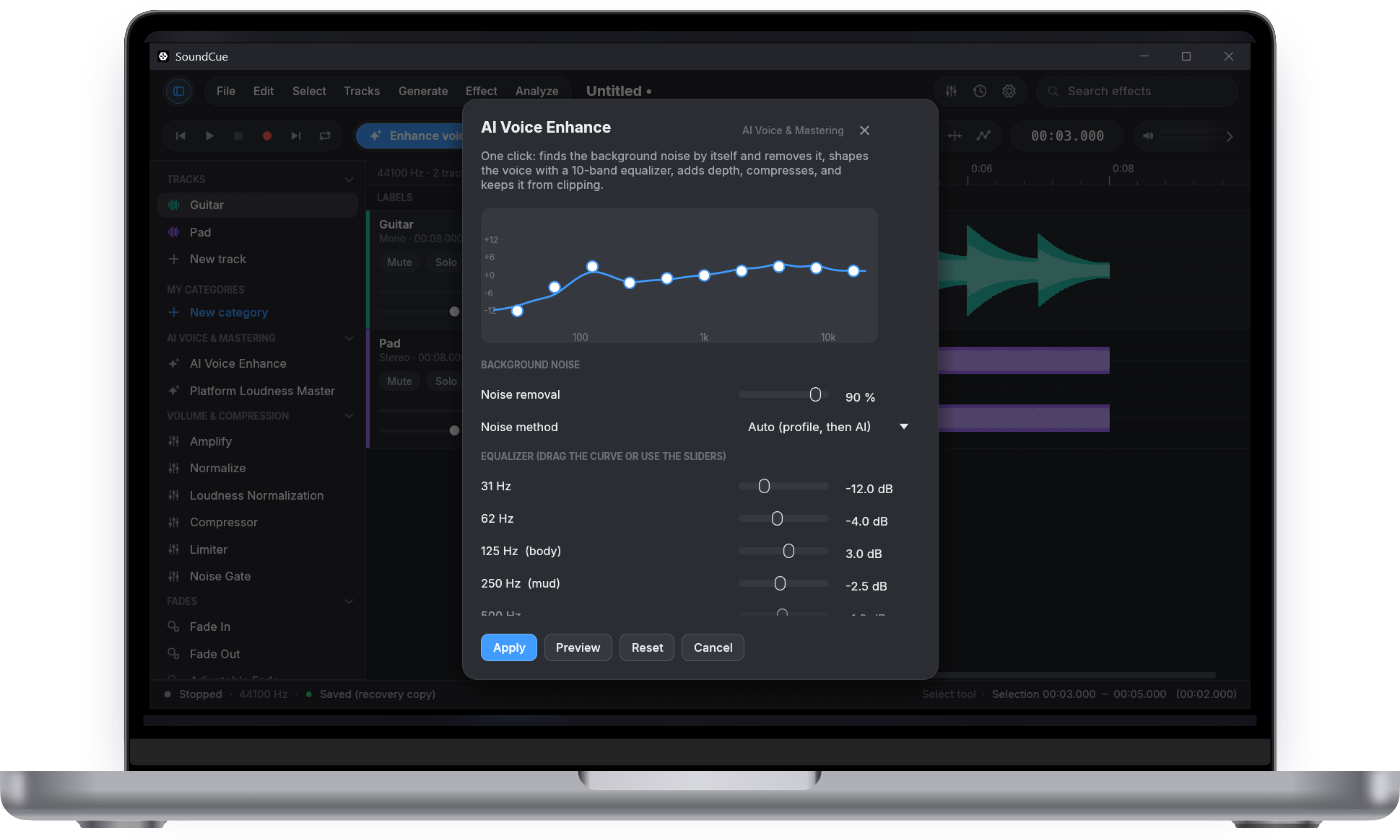 SoundCue
File Edit Select Tracks Generate Effect Analyze Untitled •
Search effects
Enhance voi
00:03.000
TRACKS
Guitar
Pad
New track
MY CATEGORIES
New category
AI VOICE & MASTERING
AI Voice Enhance
Platform Loudness Master
VOLUME & COMPRESSION
Amplify
Normalize
Loudness Normalization
Compressor
Limiter
Noise Gate
FADES
Fade In
Fade Out
44100 Hz · 2 trac
0:06 0:08
LABELS
Guitar
Mono · 00:08.000
Mute Solo
Pad
Stereo · 00:08.00
Mute Solo
AI Voice Enhance
AI Voice & Mastering
One click: finds the background noise by itself and removes it, shapes
the voice with a 10-band equalizer, adds depth, compresses, and
keeps it from clipping.
+12
+6
+0
-6
-12
100 1k 10k
BACKGROUND NOISE
Noise removal 90 %
Noise method Auto (profile, then AI)
EQUALIZER (DRAG THE CURVE OR USE THE SLIDERS)
31 Hz -12.0 dB
62 Hz -4.0 dB
125 Hz (body) 3.0 dB
250 Hz (mud) -2.5 dB
500 Hz
Apply Preview Reset Cancel
Stopped · 44100 Hz · Saved (recovery copy)
Select tool · Selection 00:03.000 – 00:05.000 (00:02.000)